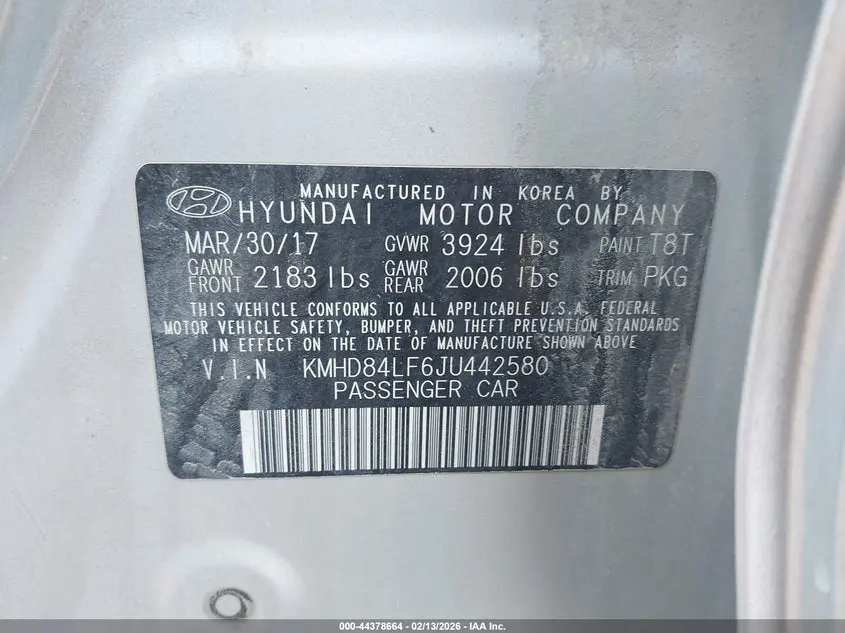 MANUFACTURED IN KOREA BY
HYUNDAI MOTOR COMPANY
MAR/30/17 GVWR 3924 lbs PAINT T8T
GAWR FRONT 2183 lbs GAWR REAR 2006 lbs TRIM PKG
THIS VEHICLE CONFORMS TO ALL APPLICABLE U.S.A. FEDERAL
MOTOR VEHICLE SAFETY, BUMPER, AND THEFT PREVENTION STANDARDS
IN EFFECT ON THE DATE OF MANUFACTURE SHOWN ABOVE
V.I.N KMHD84LF6JU442580
PASSENGER CAR
000-44378664 - 02/13/2026 - IAA Inc.